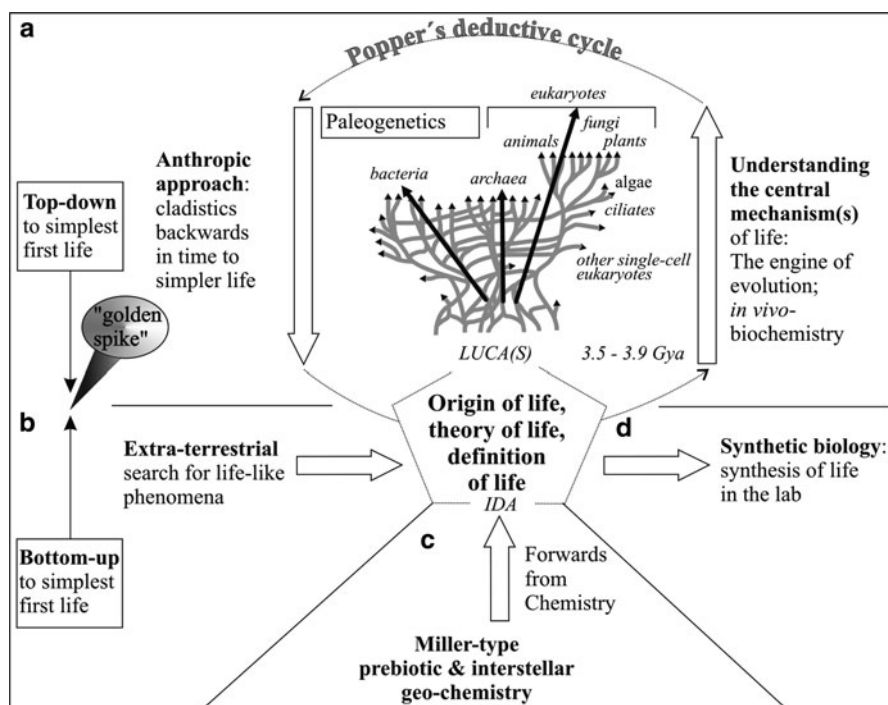 a
Popper´s deductive cycle
Paleogenetics
eukaryotes
fungi
animals
plants
bacteria
archaea
algae
ciliates
other single-cell
eukaryotes
LUCA(S)
3.5 - 3.9 Gya
Anthropic
approach:
cladistics
backwards
in time to
simpler life
Top-down
to simplest
first life
"golden
spike"
Understanding
the central
mechanism(s)
of life:
The engine of
evolution;
in vivo-
biochemistry
b
Extra-terrestrial
search for life-like
phenomena
Bottom-up
to simplest
first life
Origin of life,
theory of life,
definition
of life
IDA
d
Synthetic biology:
synthesis of life
in the lab
c
Forwards
from
Chemistry
Miller-type
prebiotic & interstellar
geo-chemistry